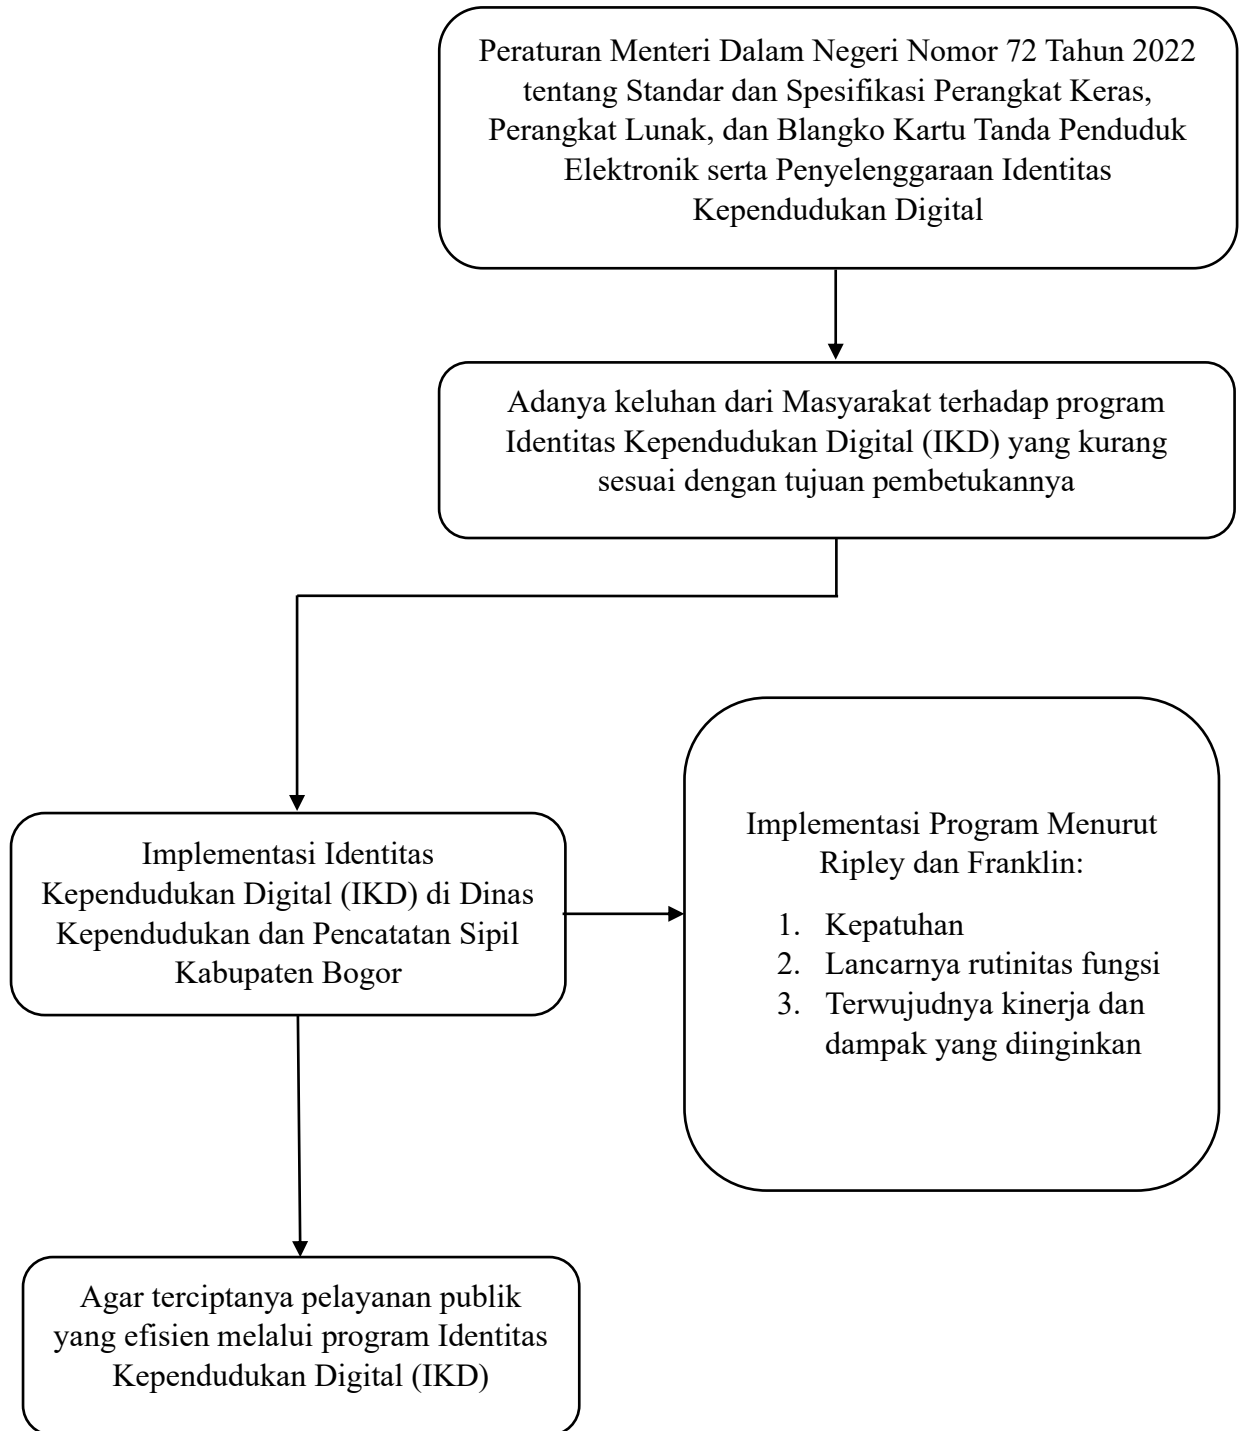 Peraturan Menteri Dalam Negeri Nomor 72 Tahun 2022
tentang Standar dan Spesifikasi Perangkat Keras,
Perangkat Lunak, dan Blangko Kartu Tanda Penduduk
Elektronik serta Penyelenggaraan Identitas
Kependudukan Digital
Adanya keluhan dari Masyarakat terhadap program
Identitas Kependudukan Digital (IKD) yang kurang
sesuai dengan tujuan pembetukannya
Implementasi Identitas
Kependudukan Digital (IKD) di Dinas
Kependudukan dan Pencatatan Sipil
Kabupaten Bogor
Implementasi Program Menurut
Ripley dan Franklin:
1. Kepatuhan
2. Lancarnya rutinitas fungsi
3. Terwujudnya kinerja dan
dampak yang diinginkan
Agar terciptanya pelayanan publik
yang efisien melalui program Identitas
Kependudukan Digital (IKD)